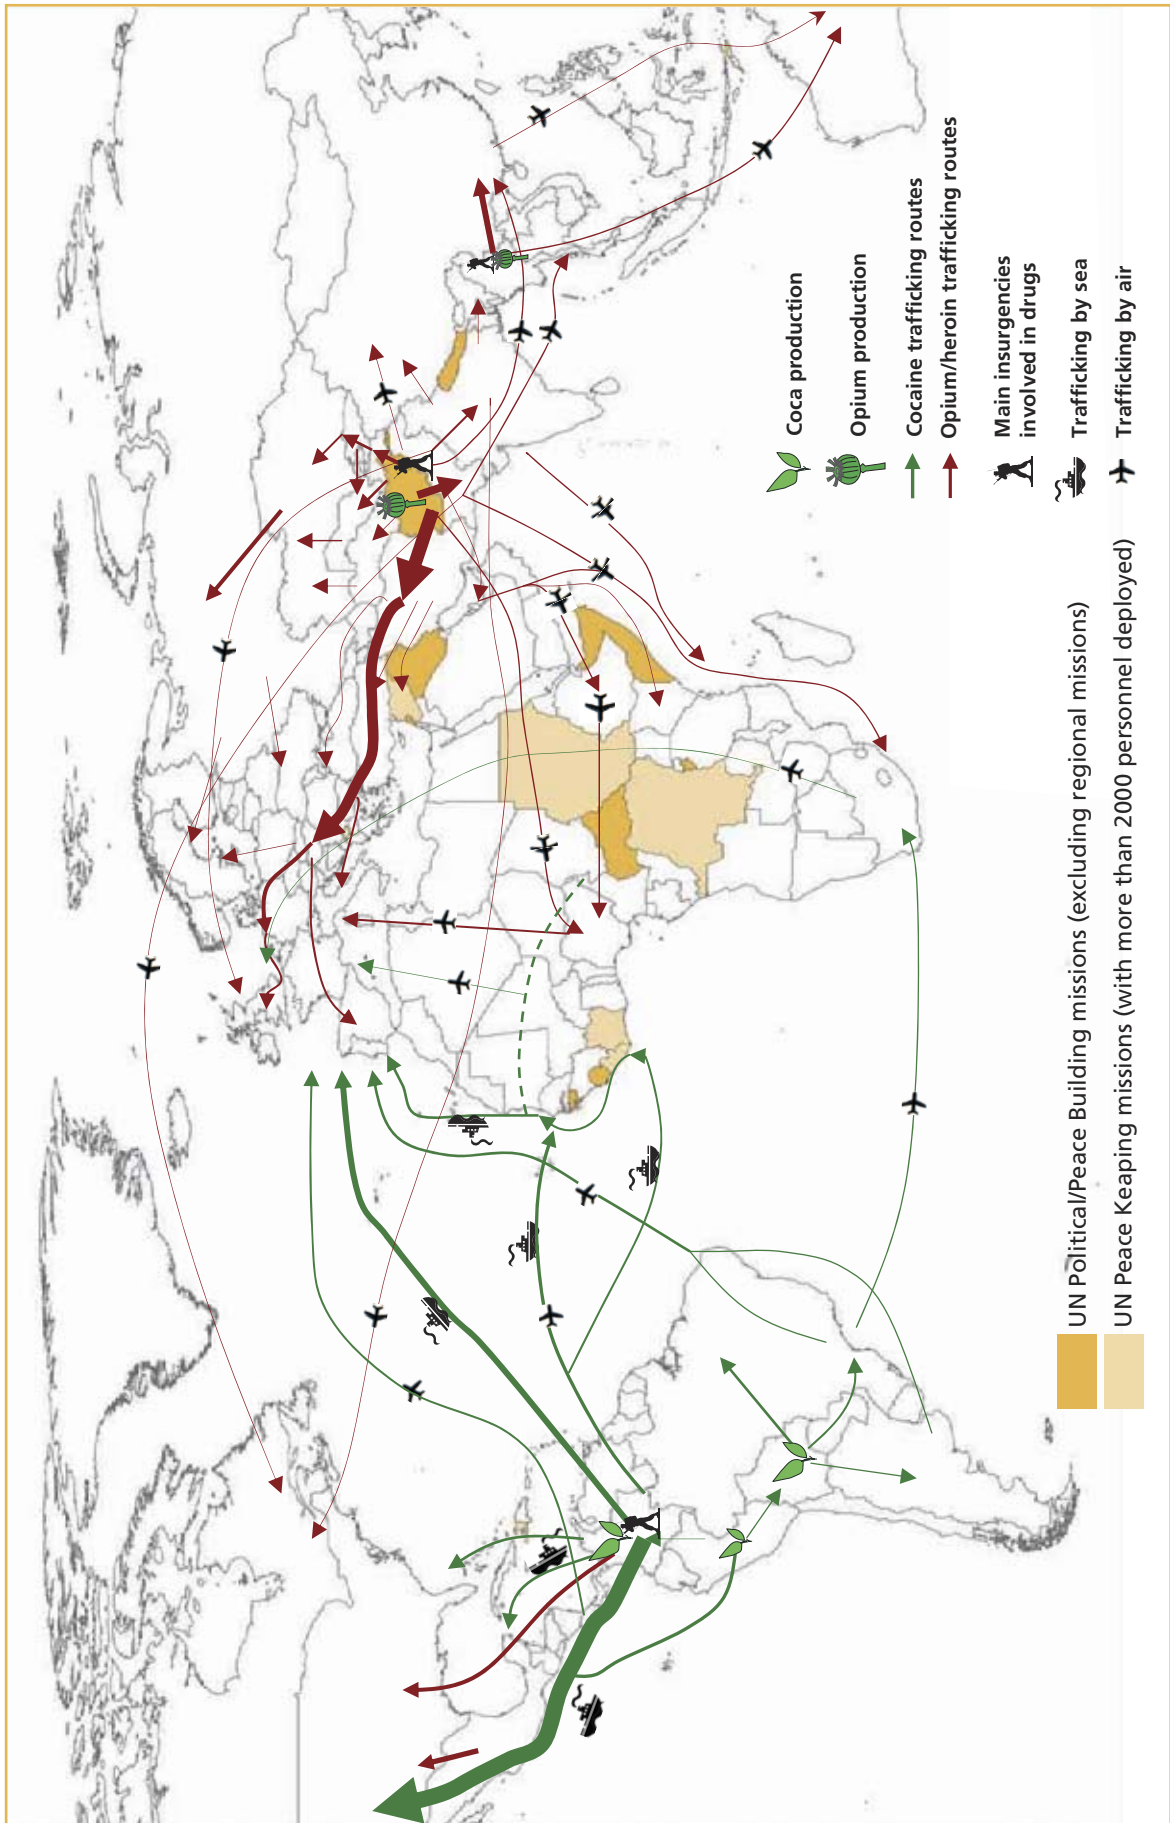 Coca production
Opium production
Cocaine trafficking routes
Opium/heroin trafficking routes
Main insurgencies
involved in drugs
Trafficking by sea
Trafficking by air
UN Political/Peace Building missions (excluding regional missions)
UN Peace Keaping missions (with more than 2000 personnel deployed)